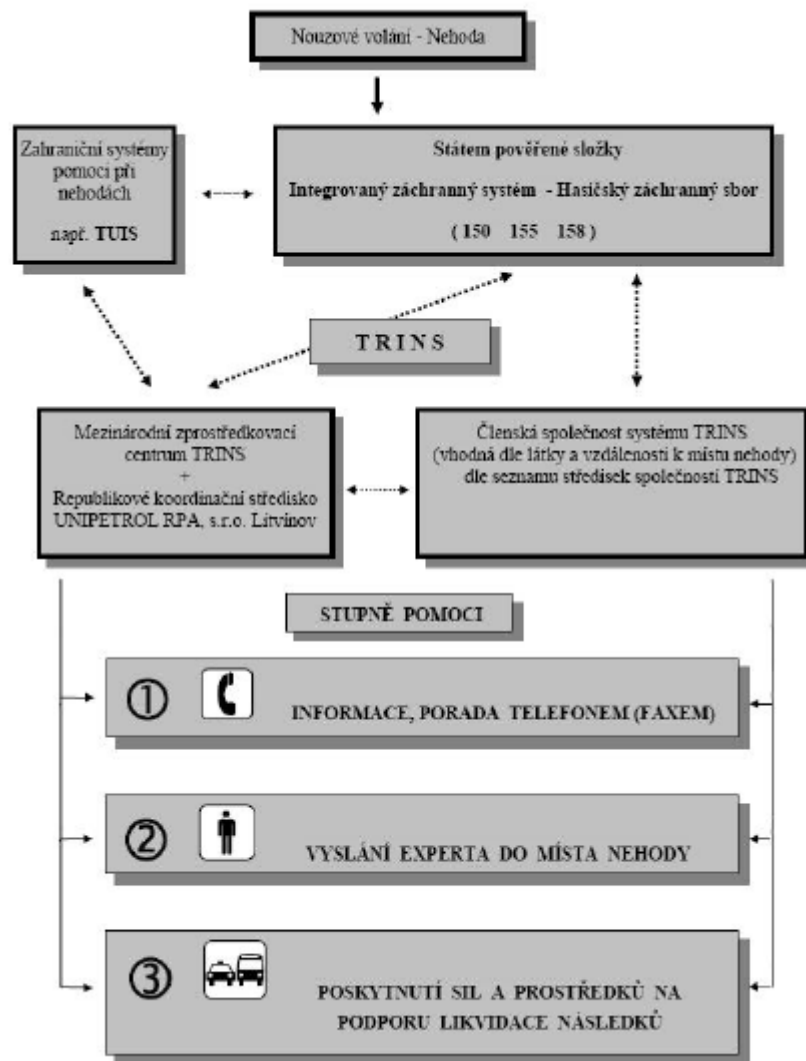 Nouzové volání - Nehoda
Zahraniční systémy
pomoci při
nehodách
např. TUIS
Státem pověřené složky
Integrovaný záchranný systém - Hasičský záchranný sbor
( 150 155 158 )
T R I N S
Mezinárodní zprostředkovací
centrum TRINS
+
Republikové koordinační středisko
UNIPETROL RPA, s.r.o. Litvínov
Členská společnost systému TRINS
(vhodná dle látky a vzdálenosti k místu nehody)
dle seznamu středisek společností TRINS
STUPNĚ POMOCI
① INFORMACE, PORADA TELEFONEM (FAXEM)
② VYSLÁNÍ EXPERTA DO MÍSTA NEHODY
③ POSKYTNUTÍ SIL A PROSTŘEDKŮ NA
PODPORU LIKVIDACE NÁSLEDKŮ